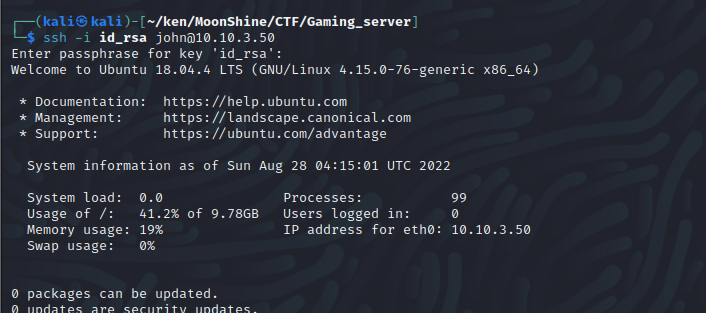 ┌──(kali㉿kali)-[~/ken/MoonShine/CTF/Gaming_server]
└─$ ssh -i id_rsa john@10.10.3.50
Enter passphrase for key 'id_rsa':
Welcome to Ubuntu 18.04.4 LTS (GNU/Linux 4.15.0-76-generic x86_64)
* Documentation:  https://help.ubuntu.com
* Management:     https://landscape.canonical.com
* Support:        https://ubuntu.com/advantage
System information as of Sun Aug 28 04:15:01 UTC 2022
System load:  0.0               Processes:           99
Usage of /:   41.2% of 9.78GB   Users logged in:     0
Memory usage: 19%               IP address for eth0: 10.10.3.50
Swap usage:   0%
0 packages can be updated.
0 updates are security updates.